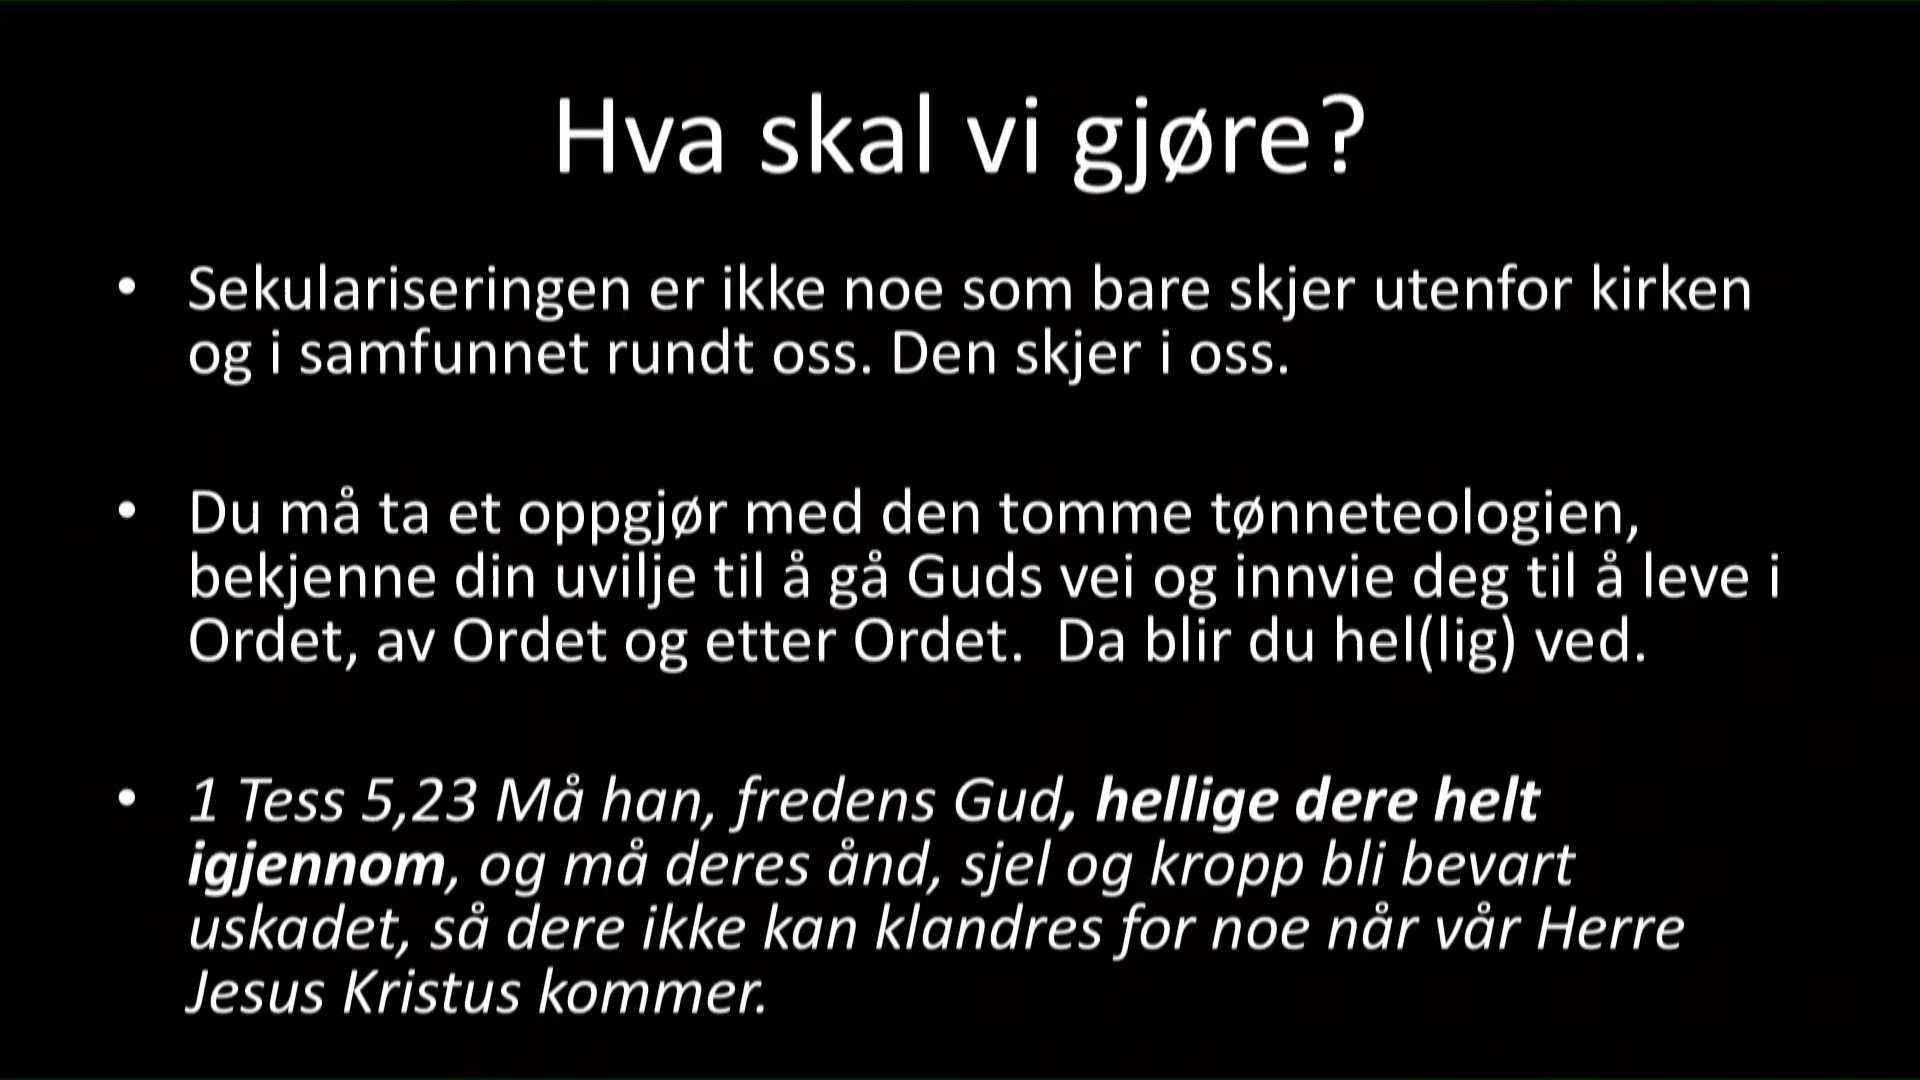 Hva skal vi gjøre?
• Sekulariseringen er ikke noe som bare skjer utenfor kirken
og i samfunnet rundt oss. Den skjer i oss.
• Du må ta et oppgjør med den tomme tønneteologien,
bekjenne din uvilje til å gå Guds vei og innvie deg til å leve i
Ordet, av Ordet og etter Ordet.  Da blir du hel(lig) ved.
• 1 Tess 5,23 Må han, fredens Gud, hellige dere helt
igjennom, og må deres ånd, sjel og kropp bli bevart
uskadet, så dere ikke kan klandres for noe når vår Herre
Jesus Kristus kommer.